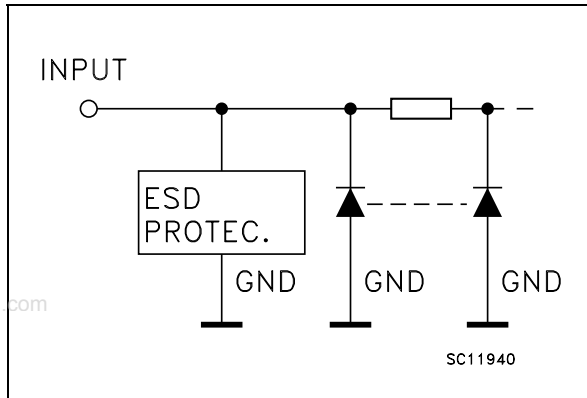 INPUT
ESD
PROTEC.
GND
GND
GND
.com
SC11940